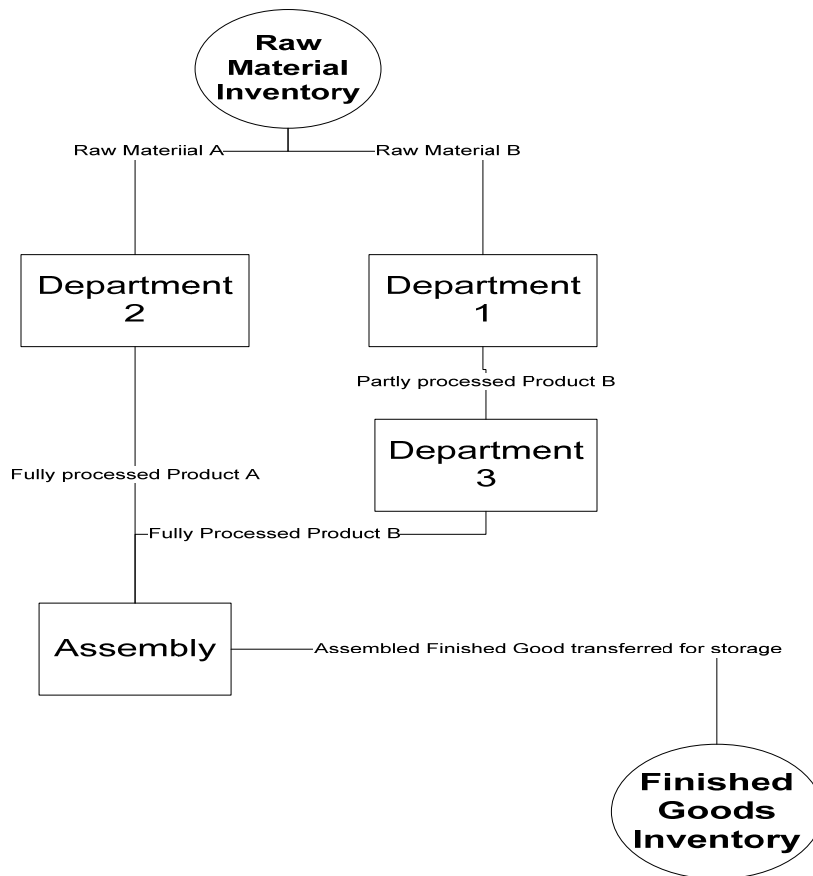 Raw
Material
Inventory
Raw Materiial A
Raw Material B
Department
2
Department
1
Partly processed Product B
Department
3
Fully processed Product A
Fully Processed Product B
Assembly
Assembled Finished Good transferred for storage
Finished
Goods
Inventory